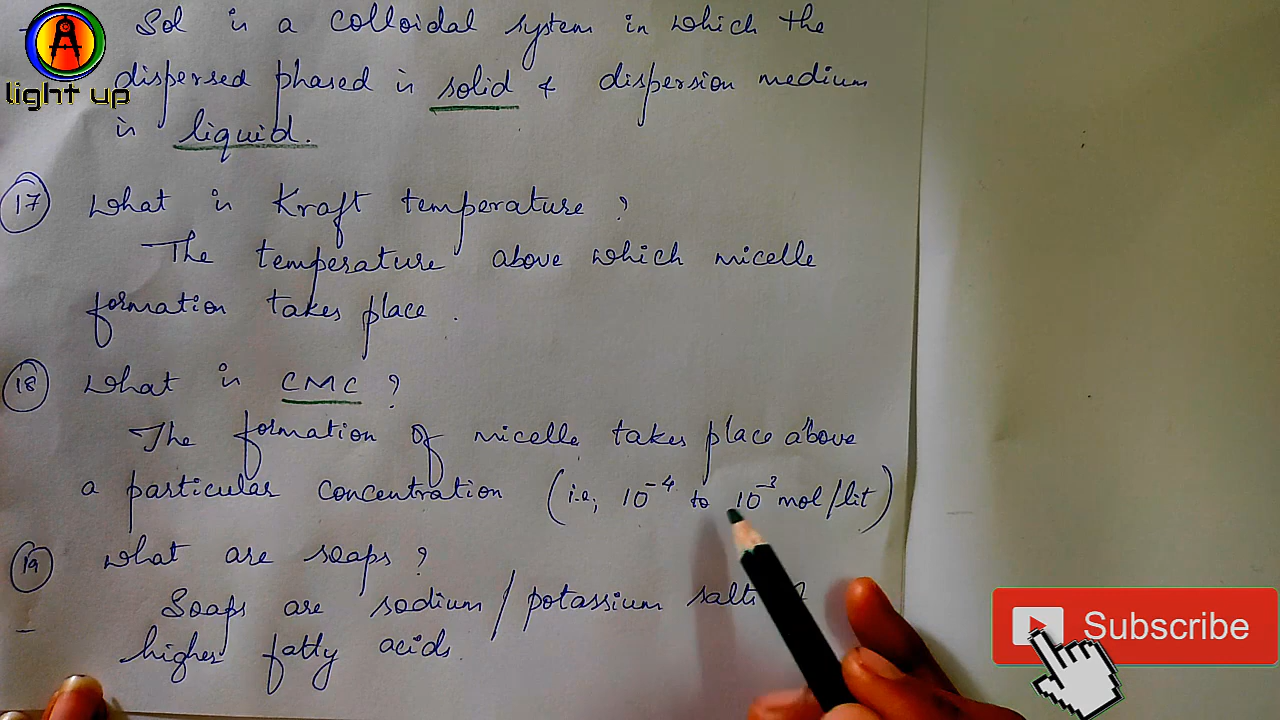 Sol is a colloidal system in which the
light up
dispersed phased is solid & dispersion medium
is liquid.
17 What is Kraft temperature ?
The temperature above which micelle
formation takes place .
18 What is CMC ?
The formation of micelle takes place above
a particular concentration (i.e; 10⁻⁴ to 10⁻³ mol/lit)
19 What are soaps ?
Soaps are sodium / potassium salts
higher fatty acids.
Subscribe